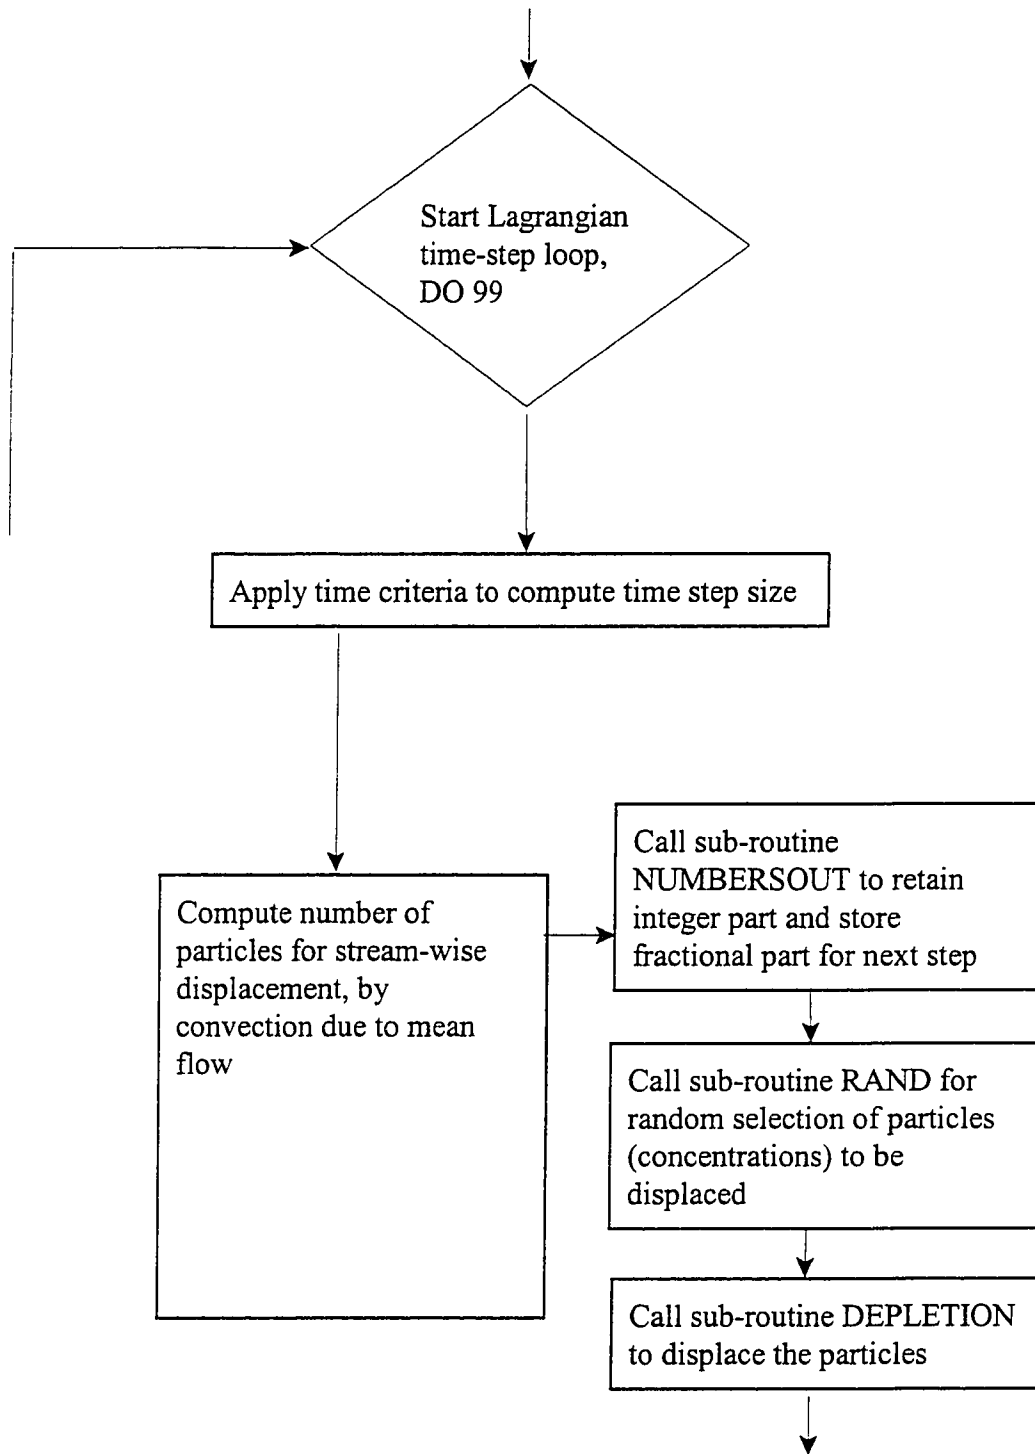 Start Lagrangian
time-step loop,
DO 99
Apply time criteria to compute time step size
Compute number of
particles for stream-wise
displacement, by
convection due to mean
flow
Call sub-routine
NUMBERSOUT to retain
integer part and store
fractional part for next step
Call sub-routine RAND for
random selection of particles
(concentrations) to be
displaced
Call sub-routine DEPLETION
to displace the particles